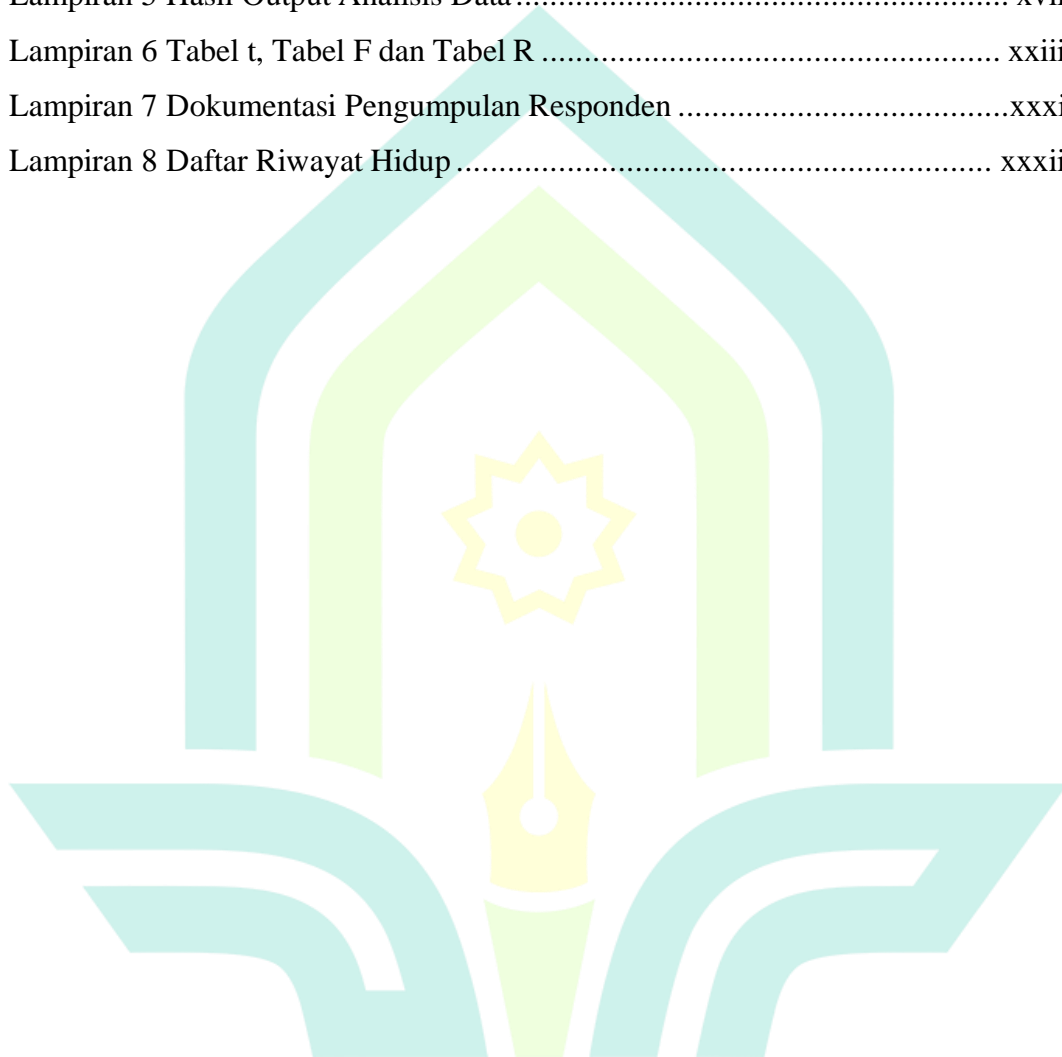 Lampiran 5 Hasil Output Analisis Data
Lampiran 6 Tabel t, Tabel F dan Tabel R ........................................................ xxiii
Lampiran 7 Dokumentasi Pengumpulan Responden ........................................xxxi
Lampiran 8 Daftar Riwayat Hidup ................................................................. xxxii